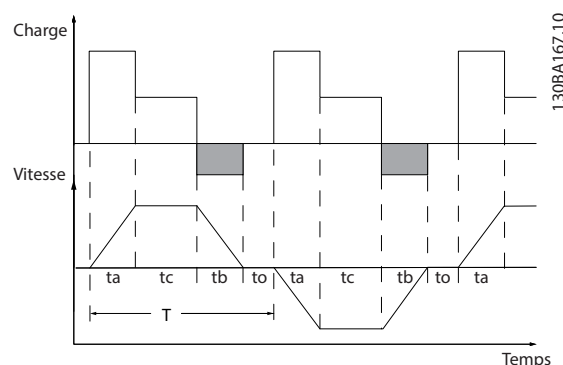 Charge
130BA167.10
Vitesse
ta tc tb to ta tc tb to ta
T
Temps